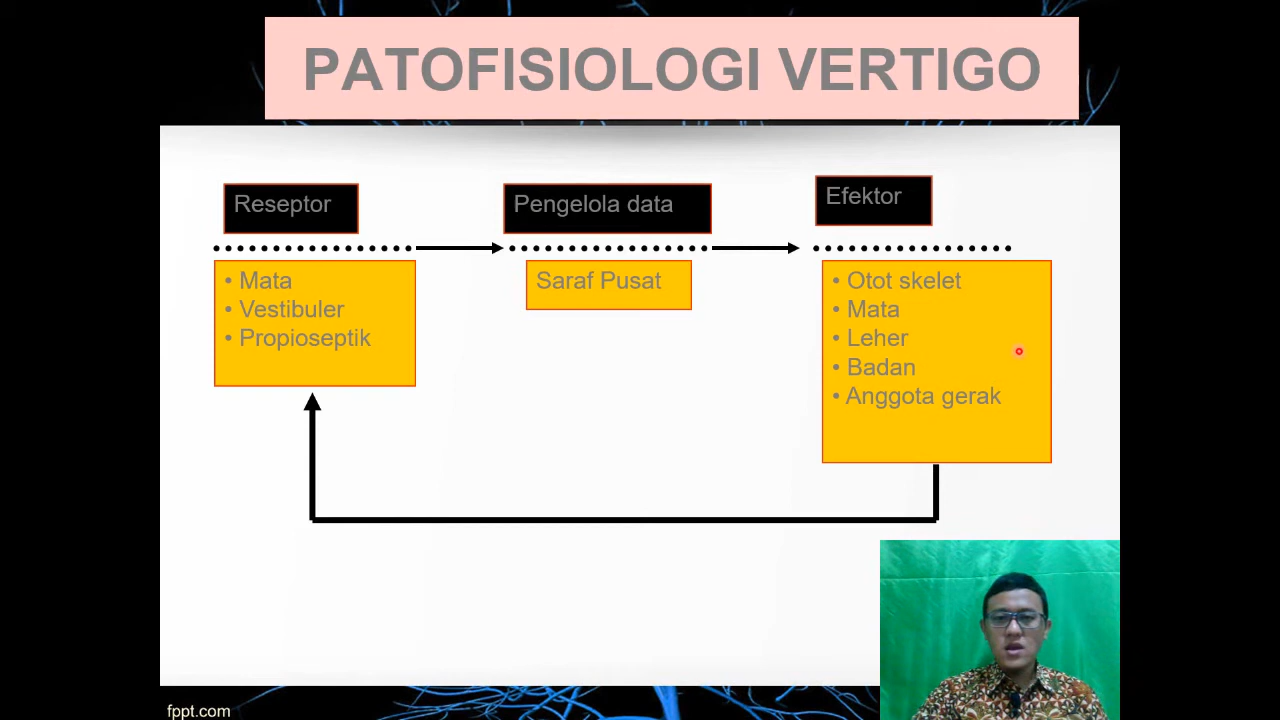 PATOFISIOLOGI VERTIGO
Reseptor
Pengelola data
Efektor
• Mata
• Vestibuler
• Propioseptik
Saraf Pusat
• Otot skelet
• Mata
• Leher
• Badan
• Anggota gerak
fppt.com